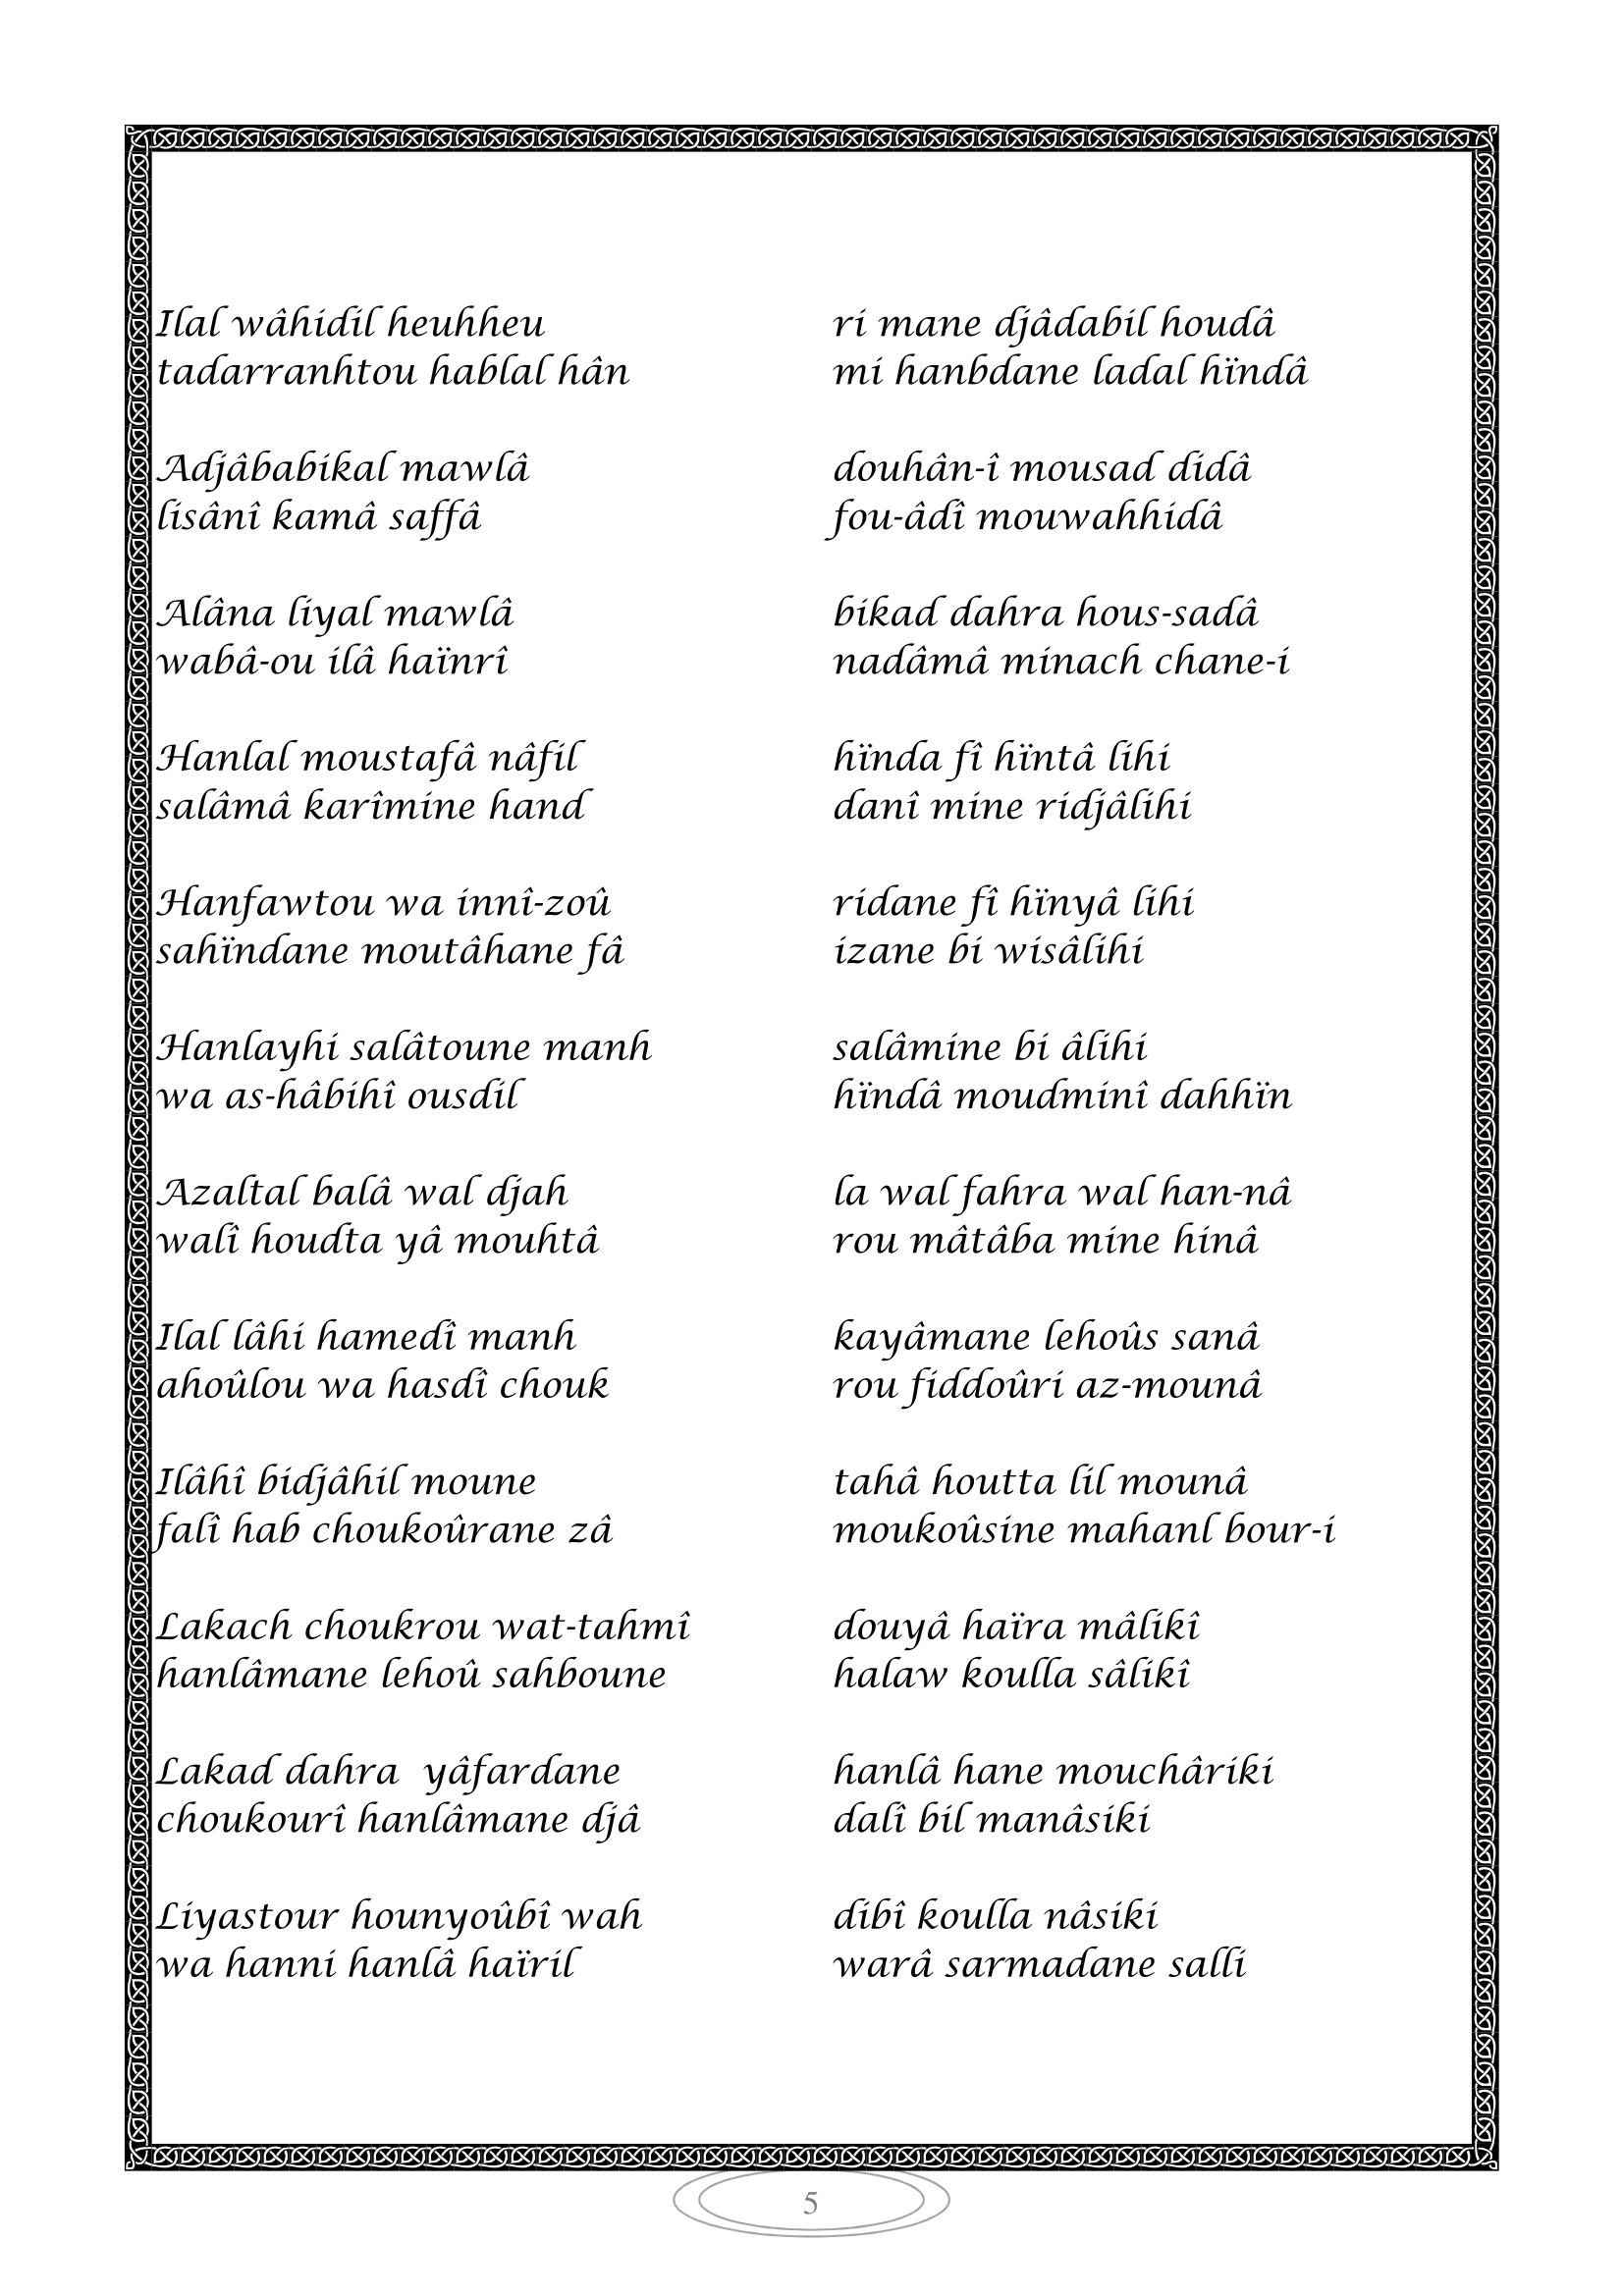 Ilal wâhidil heuhheu ri mane djâdabil houdâ
tadarranhtou hablal hân mi hanbdane ladal hïndâ
Adjâbabikal mawlâ douhân-î mousad didâ
lisânî kamâ saffâ fou-âdî mouwahhidâ
Alâna liyal mawlâ bikad dahra hous-sadâ
wabâ-ou ilâ haïnrî nadâmâ minach chane-i
Hanlal moustafâ nâfil hïnda fî hïntâ lihi
salâmâ karîmine hand danî mine ridjâlihi
Hanfawtou wa innî-zoû ridane fî hïnyâ lihi
sahïndane moutâhane fâ izane bi wisâlihi
Hanlayhi salâtoune manh salâmine bi âlihi
wa as-hâbihî ousdil hïndâ moudminî dahhïn
Azaltal balâ wal djah la wal fahra wal han-nâ
walî houdta yâ mouhtâ rou mâtâba mine hinâ
Ilal lâhi hamedî manh kayâmane lehoûs sanâ
ahoûlou wa hasdî chouk rou fiddoûri az-mounâ
Ilâhî bidjâhil moune tahâ houtta lil mounâ
falî hab choukoûrane zâ moukoûsine mahanl bour-i
Lakach choukrou wat-tahmî douyâ haïra mâlikî
hanlâmane lehoû sahboune halaw koulla sâlikî
Lakad dahra yâfardane hanlâ hane mouchâriki
choukourî hanlâmane djâ dalî bil manâsiki
Liyastour hounyoûbî wah dibî koulla nâsiki
wa hanni hanlâ haïril warâ sarmadane salli
5